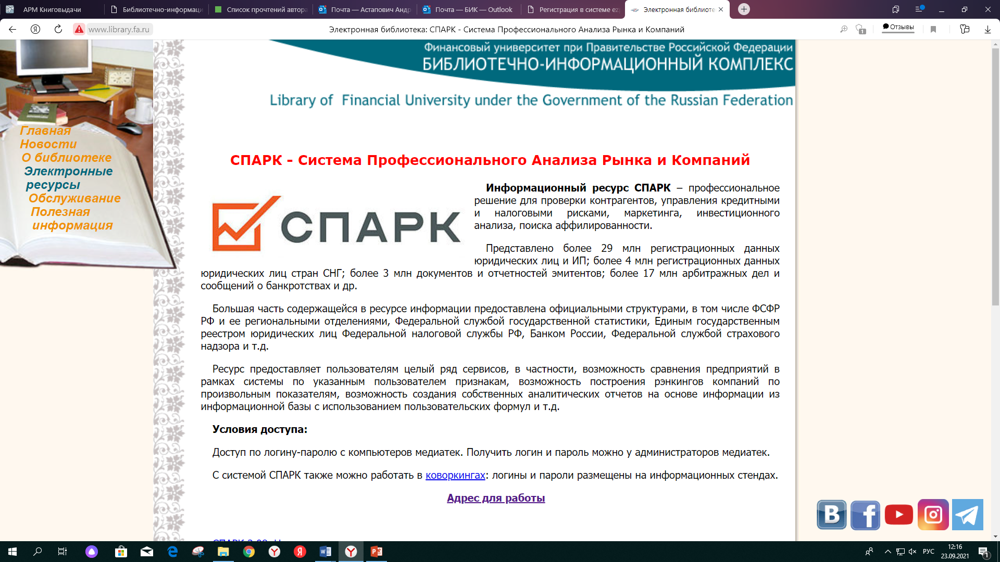 АРМ Книговыдачи
Библиотечно-информаци
Список прочтений автора
Почта — Астапович Андр
Почта — БИК — Outlook
Регистрация в системе ez
Электронная библиоте
www.library.fa.ru
Электронная библиотека: СПАРК - Система Профессионального Анализа Рынка и Компаний
1
Отзывы
Финансовый университет при Правительстве Российской Федерации
БИБЛИОТЕЧНО-ИНФОРМАЦИОННЫЙ КОМПЛЕКС
Library of Financial University under the Government of the Russian Federation
Главная
Новости
О библиотеке
Электронные
ресурсы
Обслуживание
Полезная
информация
СПАРК - Система Профессионального Анализа Рынка и Компаний
СПАРК
Информационный ресурс СПАРК – профессиональное
решение для проверки контрагентов, управления кредитными
и налоговыми рисками, маркетинга, инвестиционного
анализа, поиска аффилированности.
Представлено более 29 млн регистрационных данных
юридических лиц и ИП; более 4 млн регистрационных данных
юридических лиц стран СНГ; более 3 млн документов и отчетностей эмитентов; более 17 млн арбитражных дел и
сообщений о банкротствах и др.
Большая часть содержащейся в ресурсе информации предоставлена официальными структурами, в том числе ФСФР
РФ и ее региональными отделениями, Федеральной службой государственной статистики, Единым государственным
реестром юридических лиц Федеральной налоговой службы РФ, Банком России, Федеральной службой страхового
надзора и т.д.
Ресурс предоставляет пользователям целый ряд сервисов, в частности, возможность сравнения предприятий в
рамках системы по указанным пользователем признакам, возможность построения рэнкингов компаний по
произвольным показателям, возможность создания собственных аналитических отчетов на основе информации из
информационной базы с использованием пользовательских формул и т.д.
Условия доступа:
Доступ по логину-паролю с компьютеров медиатек. Получить логин и пароль можно у администраторов медиатек.
С системой СПАРК также можно работать в коворкингах: логины и пароли размещены на информационных стендах.
Адрес для работы
РУС
12:16
23.09.2021
1